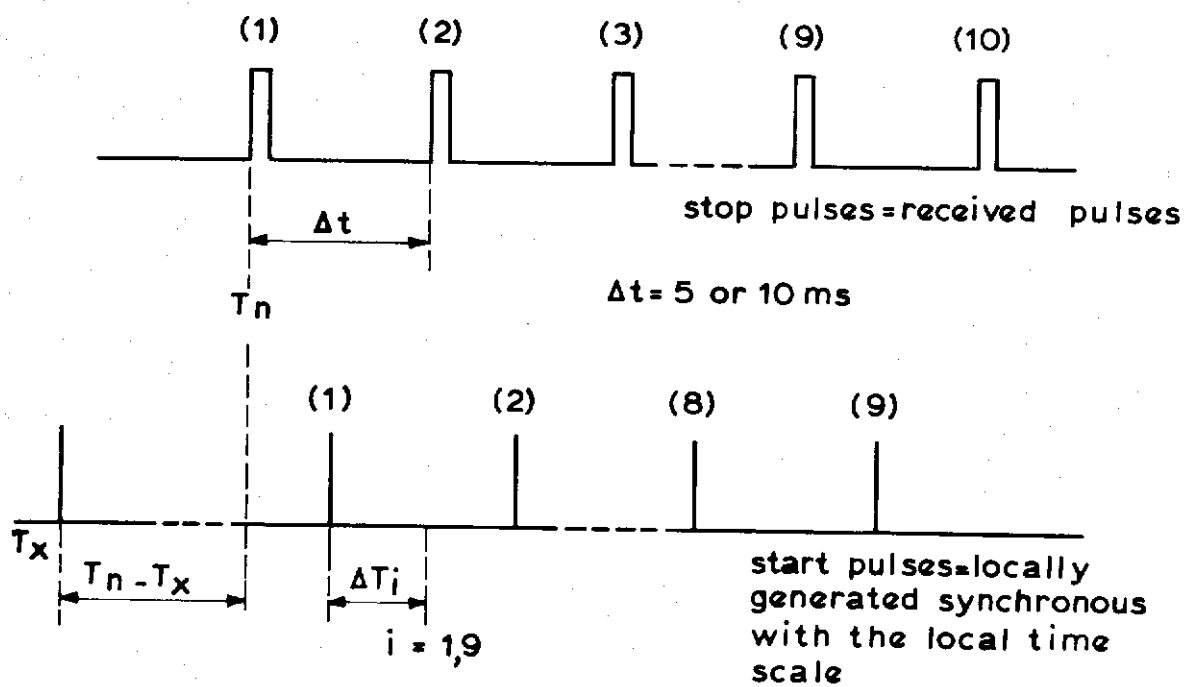 (1) (2) (3) (9) (10)
stop pulses=received pulses
Δt
Tn
Δt= 5 or 10 ms
(1) (2) (8) (9)
Tx
Tn - Tx
ΔTi
i = 1,9
start pulses=locally
generated synchronous
with the local time
scale